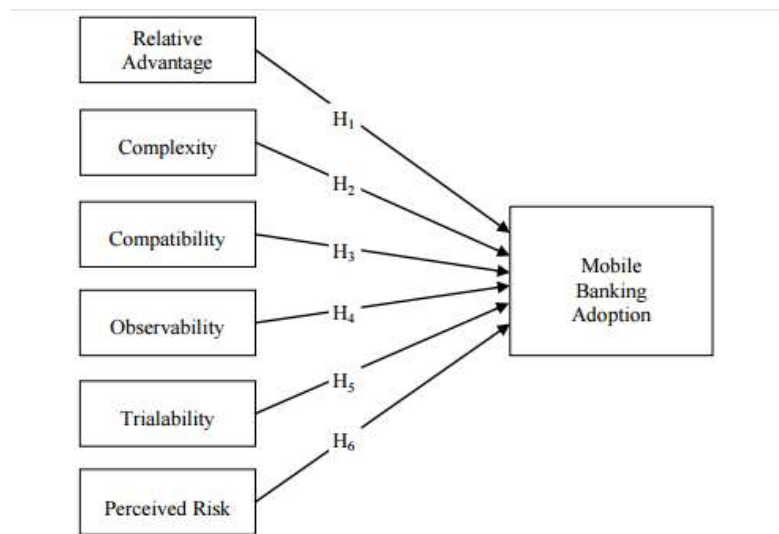 Relative
Advantage
H₁
Complexity
H₂
Compatibility
H₃
Mobile
Banking
Adoption
Observability
H₄
Trialability
H₅
H₆
Perceived Risk